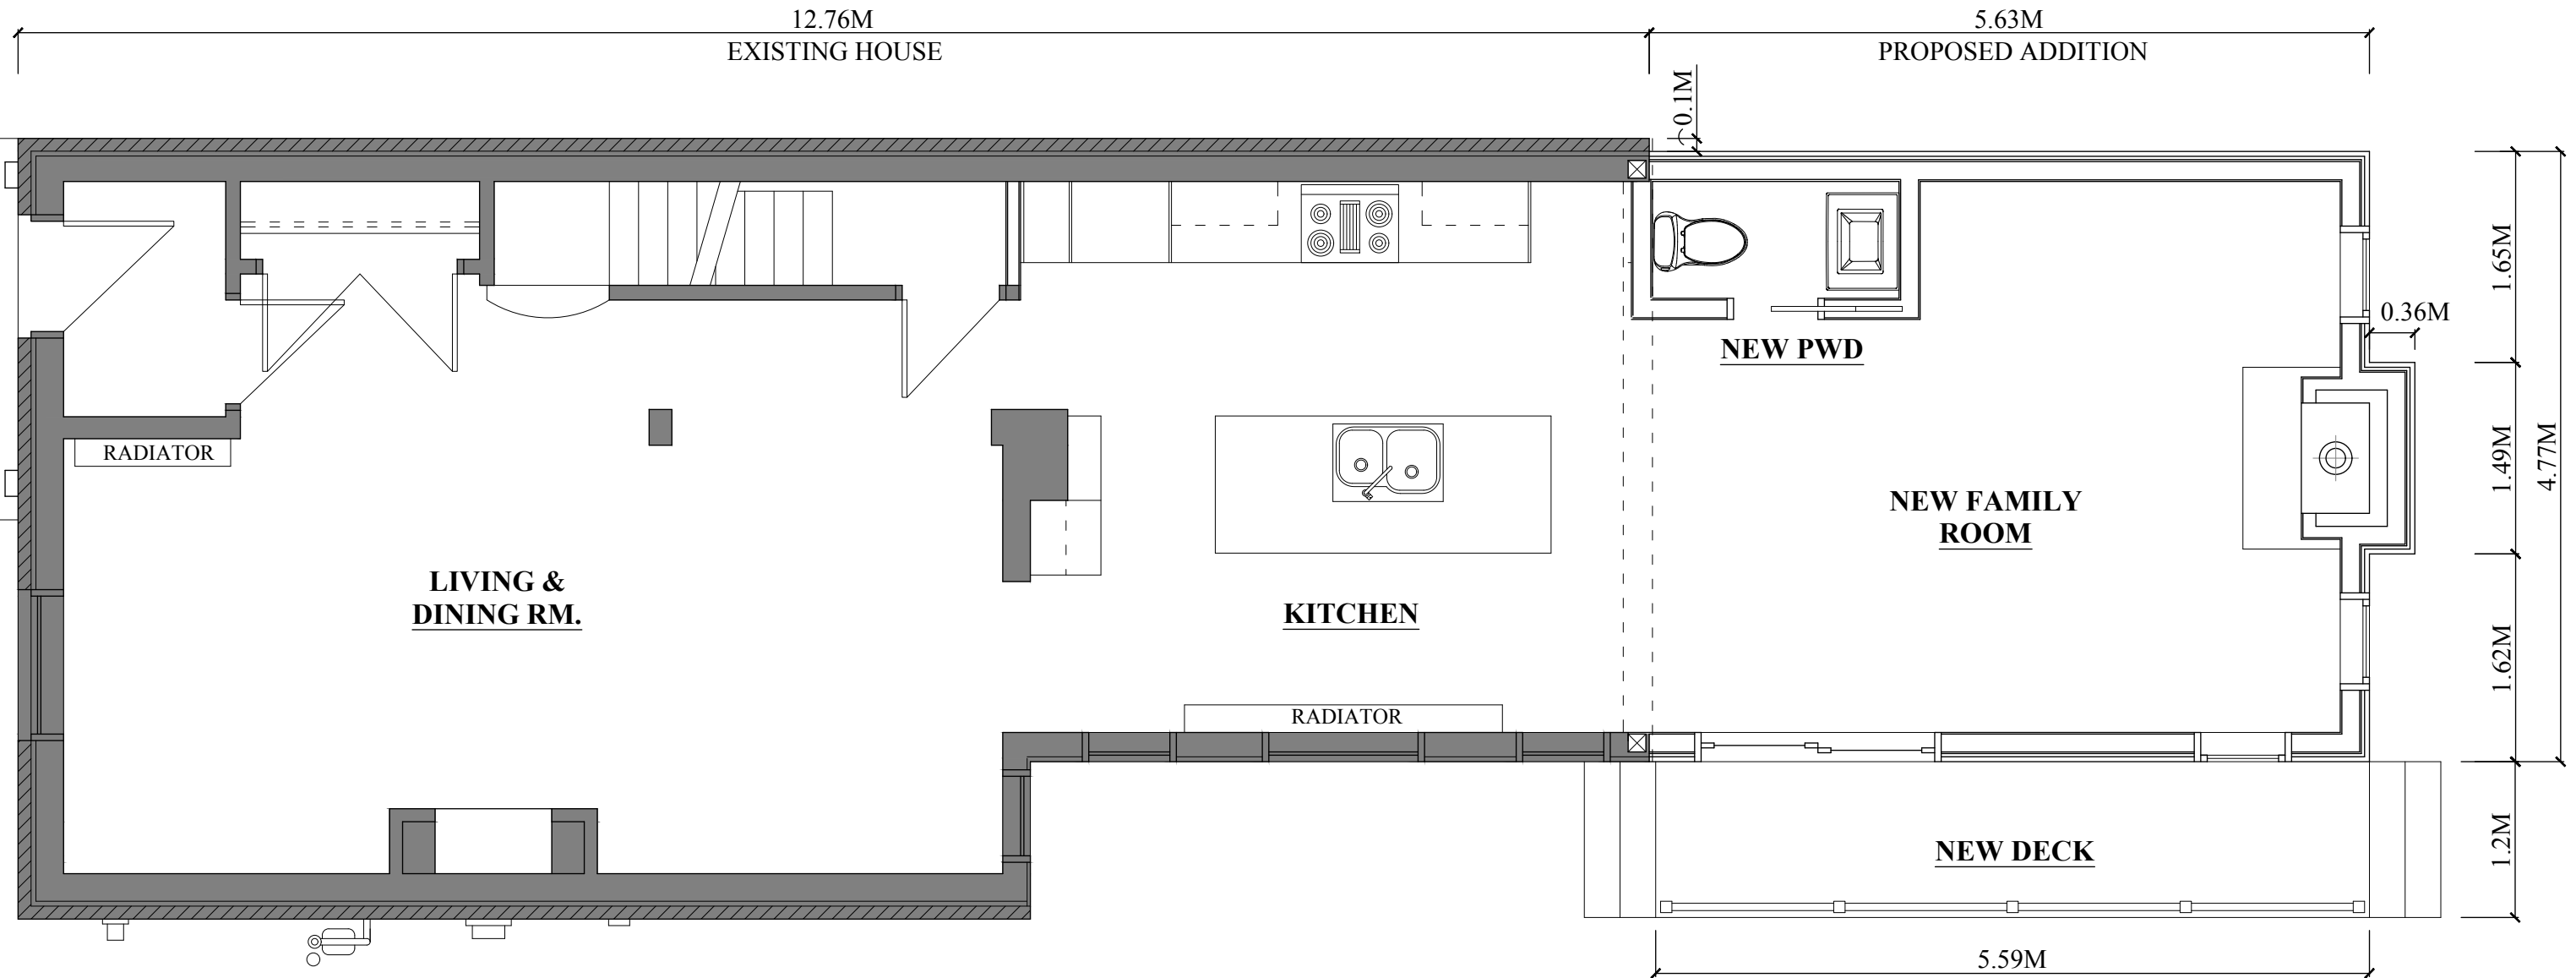 12.76M
EXISTING HOUSE
5.63M
PROPOSED ADDITION
0.1M
1.65M
0.36M
NEW PWD
RADIATOR
1.49M
4.77M
NEW FAMILY
ROOM
LIVING &
DINING RM.
KITCHEN
1.62M
RADIATOR
NEW DECK
1.2M
5.59M